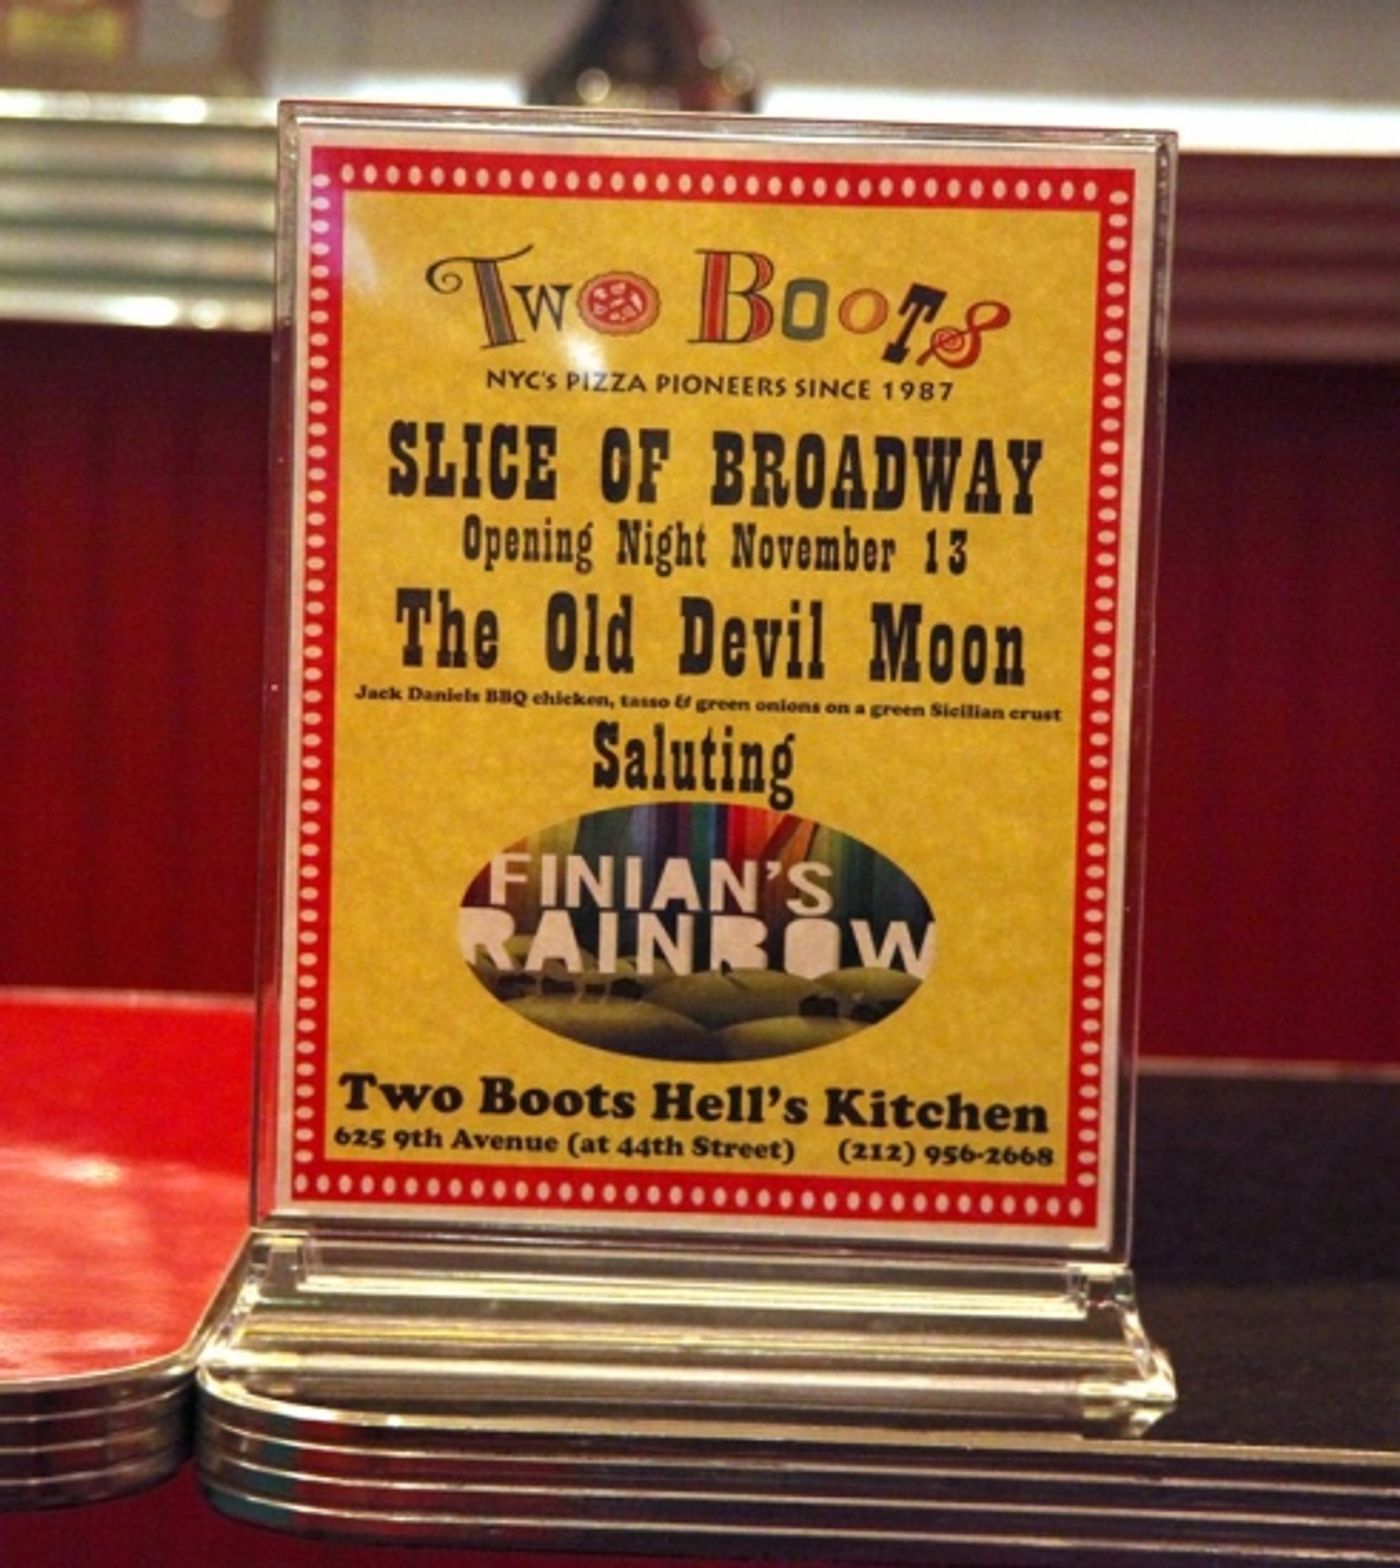 Two Boots
NYC's PIZZA PIONEERS SINCE 1987
SLICE OF BROADWAY
Opening Night November 13
The Old Devil Moon
Jack Daniels BBQ chicken, tasso & green onions on a green Sicilian crust
Saluting
FINIAN'S
RAINBOW
Two Boots Hell's Kitchen
625 9th Avenue (at 44th Street) (212) 956-2668